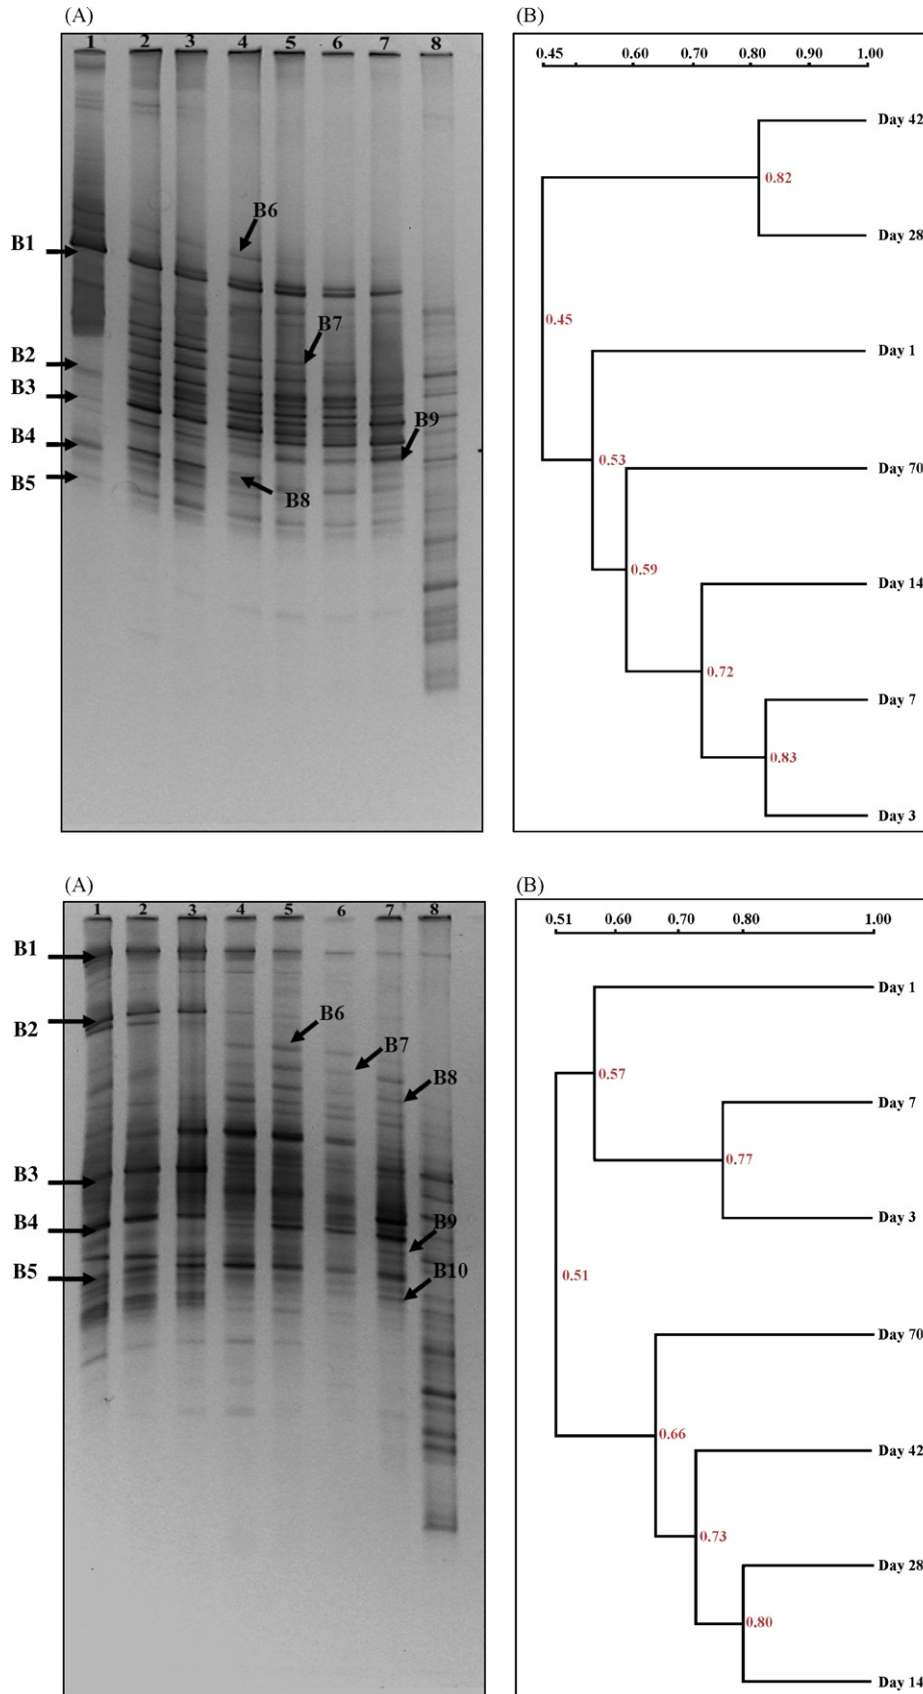 (A)
1 2 3 4 5 6 7 8
B6
B1
B7
B2
B3
B9
B4
B5
B8
(B)
0.45 0.60 0.70 0.80 0.90 1.00
Day 42
0.82
Day 28
0.45
Day 1
0.53
Day 70
0.59
Day 14
0.72
Day 7
0.83
Day 3
(A)
1 2 3 4 5 6 7 8
B1
B6
B2
B7
B8
B3
B4
B9
B5
B10
(B)
0.51 0.60 0.70 0.80 1.00
Day 1
0.57
Day 7
0.77
Day 3
0.51
Day 70
0.66
Day 42
0.73
Day 28
0.80
Day 14